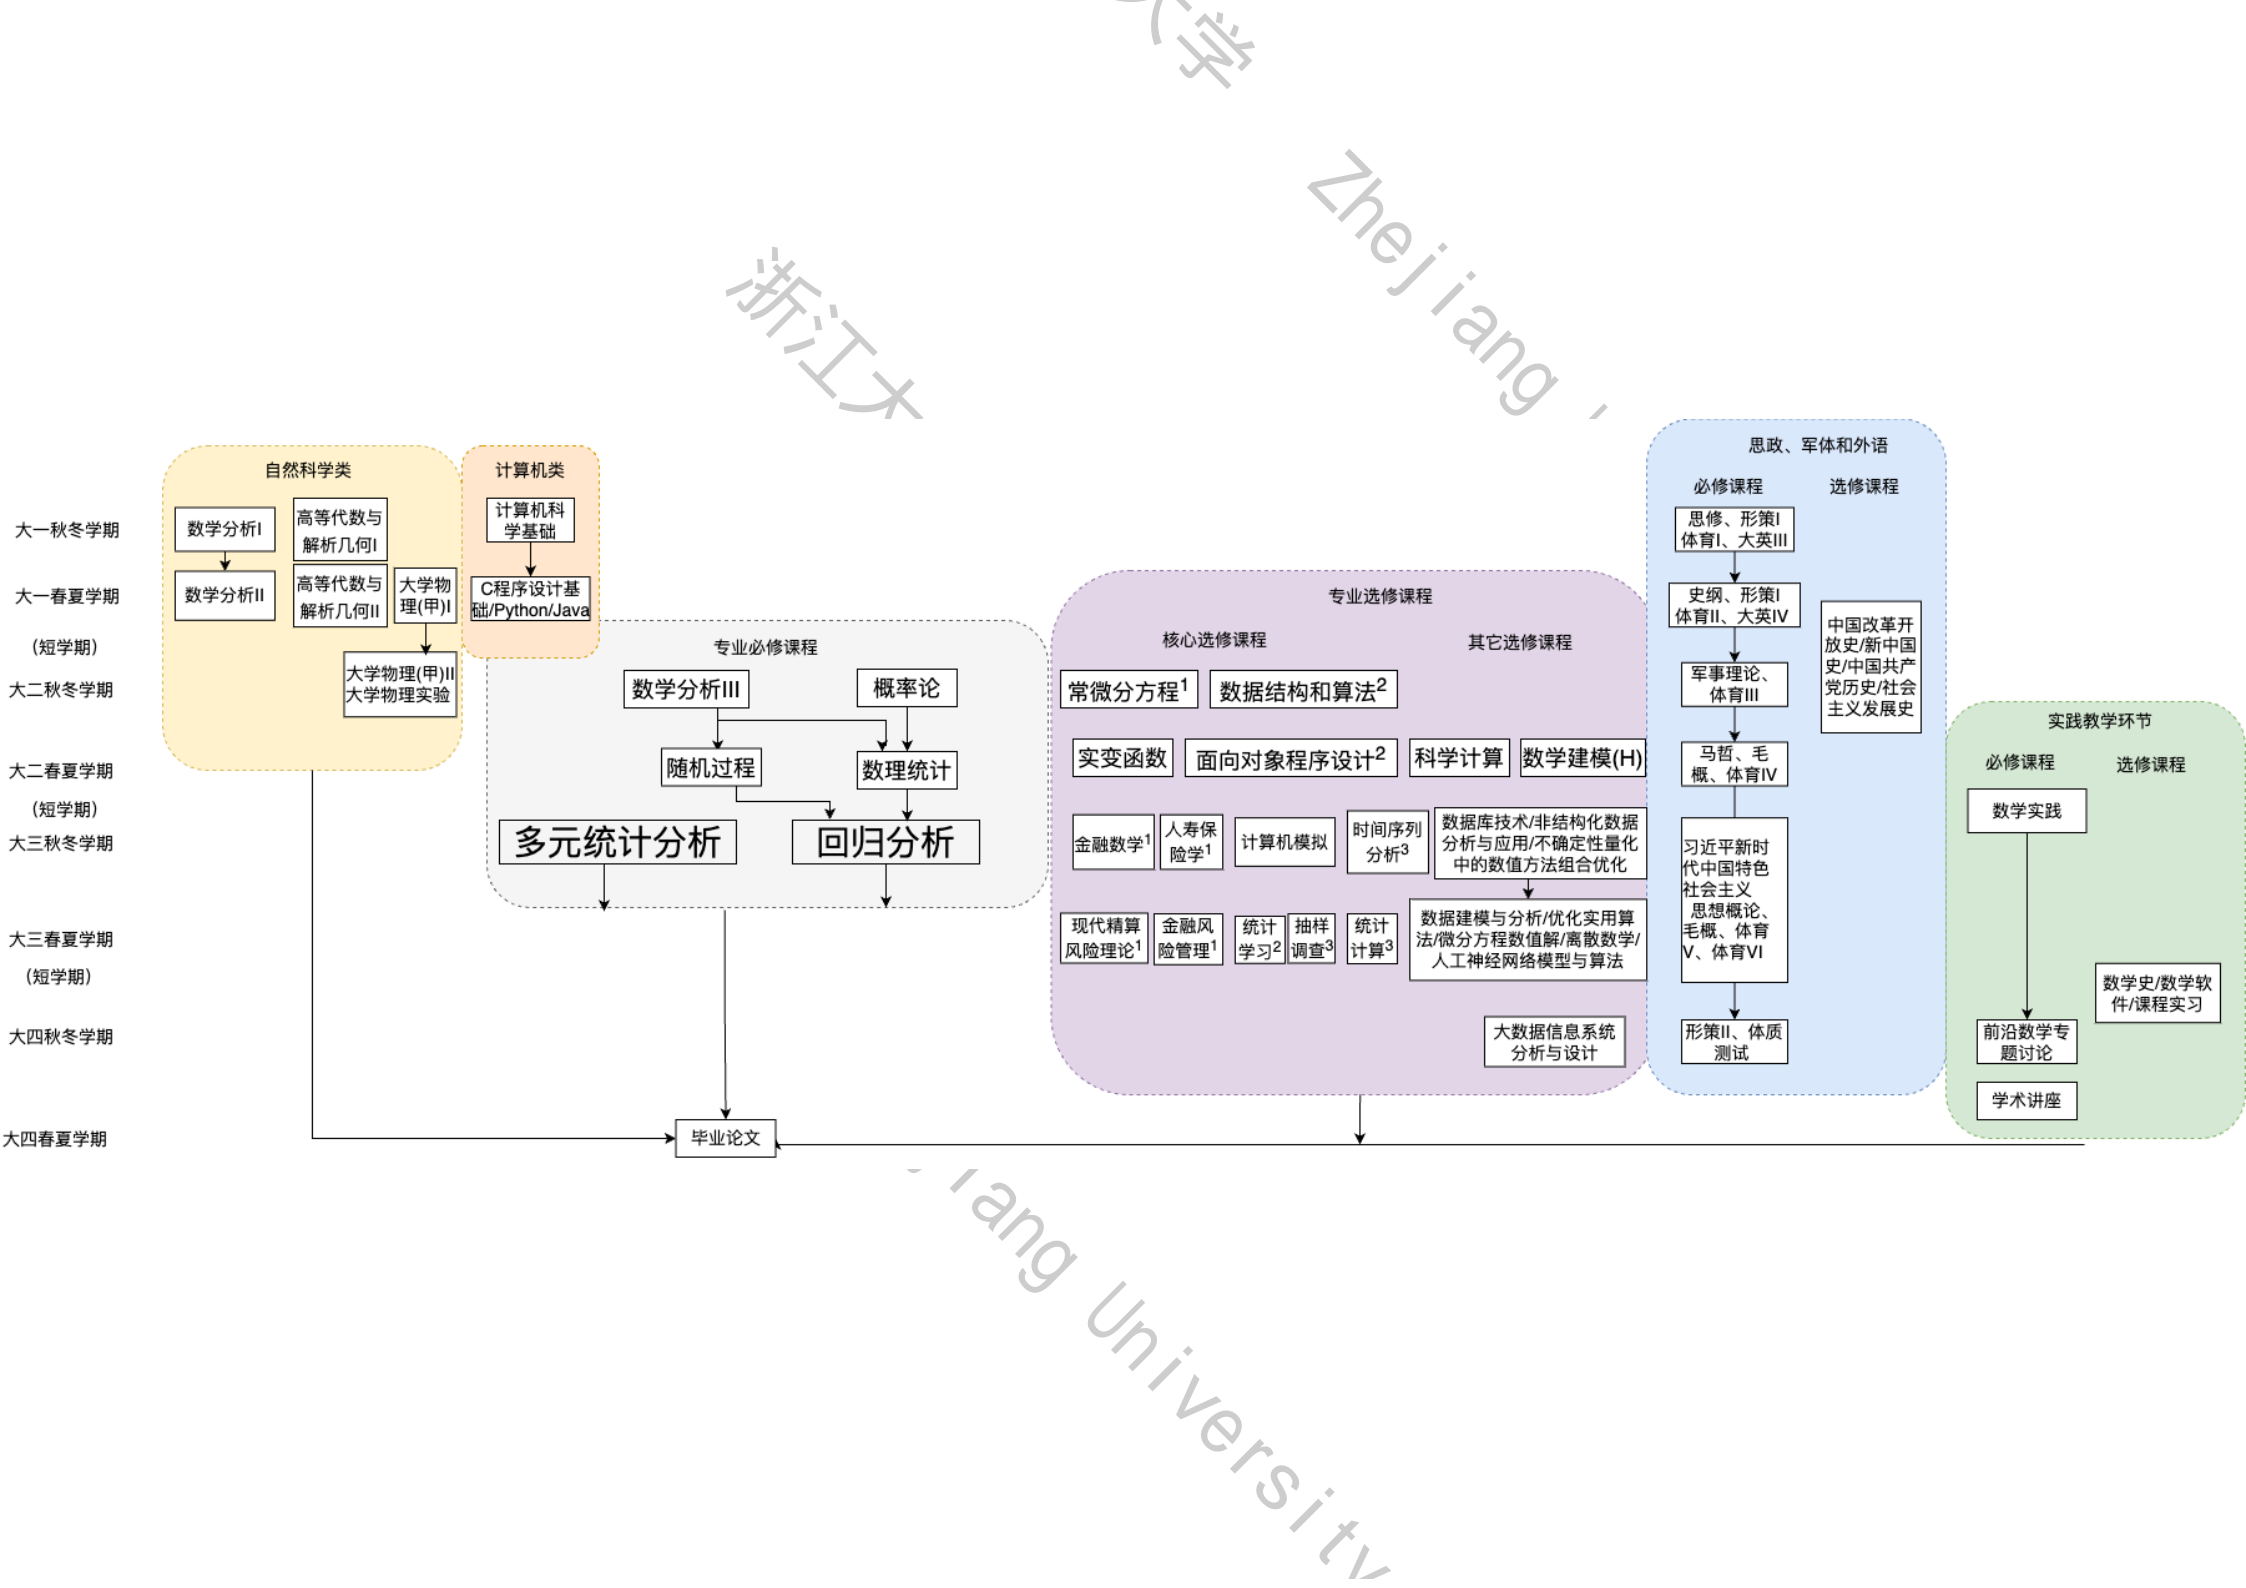 大学
Zhejiang
浙江大
自然科学类
数学分析I
高等代数与
解析几何I
数学分析II
高等代数与
解析几何II
大学物
理(甲)I
大学物理(甲)II
大学物理实验
计算机类
计算机科
学基础
C程序设计基
础/Python/Java
大一秋冬学期
大一春夏学期
（短学期）
大二秋冬学期
大二春夏学期
（短学期）
大三秋冬学期
大三春夏学期
（短学期）
大四秋冬学期
大四春夏学期
专业必修课程
数学分析III
概率论
随机过程
数理统计
多元统计分析
回归分析
毕业论文
专业选修课程
核心选修课程
其它选修课程
常微分方程1
数据结构和算法2
实变函数
面向对象程序设计2
科学计算
数学建模(H)
金融数学1
人寿保
险学1
计算机模拟
时间序列
分析3
数据库技术/非结构化数据
分析与应用/不确定性量化
中的数值方法组合优化
现代精算
风险理论1
金融风
险管理1
统计
学习2
抽样
调查3
统计
计算3
数据建模与分析/优化实用算
法/微分方程数值解/离散数学/
人工神经网络模型与算法
大数据信息系统
分析与设计
思政、军体和外语
必修课程
选修课程
思修、形策I
体育I、大英III
史纲、形策I
体育II、大英IV
军事理论、
体育III
马哲、毛
概、体育IV
习近平新时
代中国特色
社会主义
思想概论、
毛概、体育
V、体育VI
形策II、体质
测试
中国改革开
放史/新中国
史/中国共产
党历史/社会
主义发展史
实践教学环节
必修课程
选修课程
数学实践
前沿数学专
题讨论
学术讲座
数学史/数学软
件/课程实习
jiang University